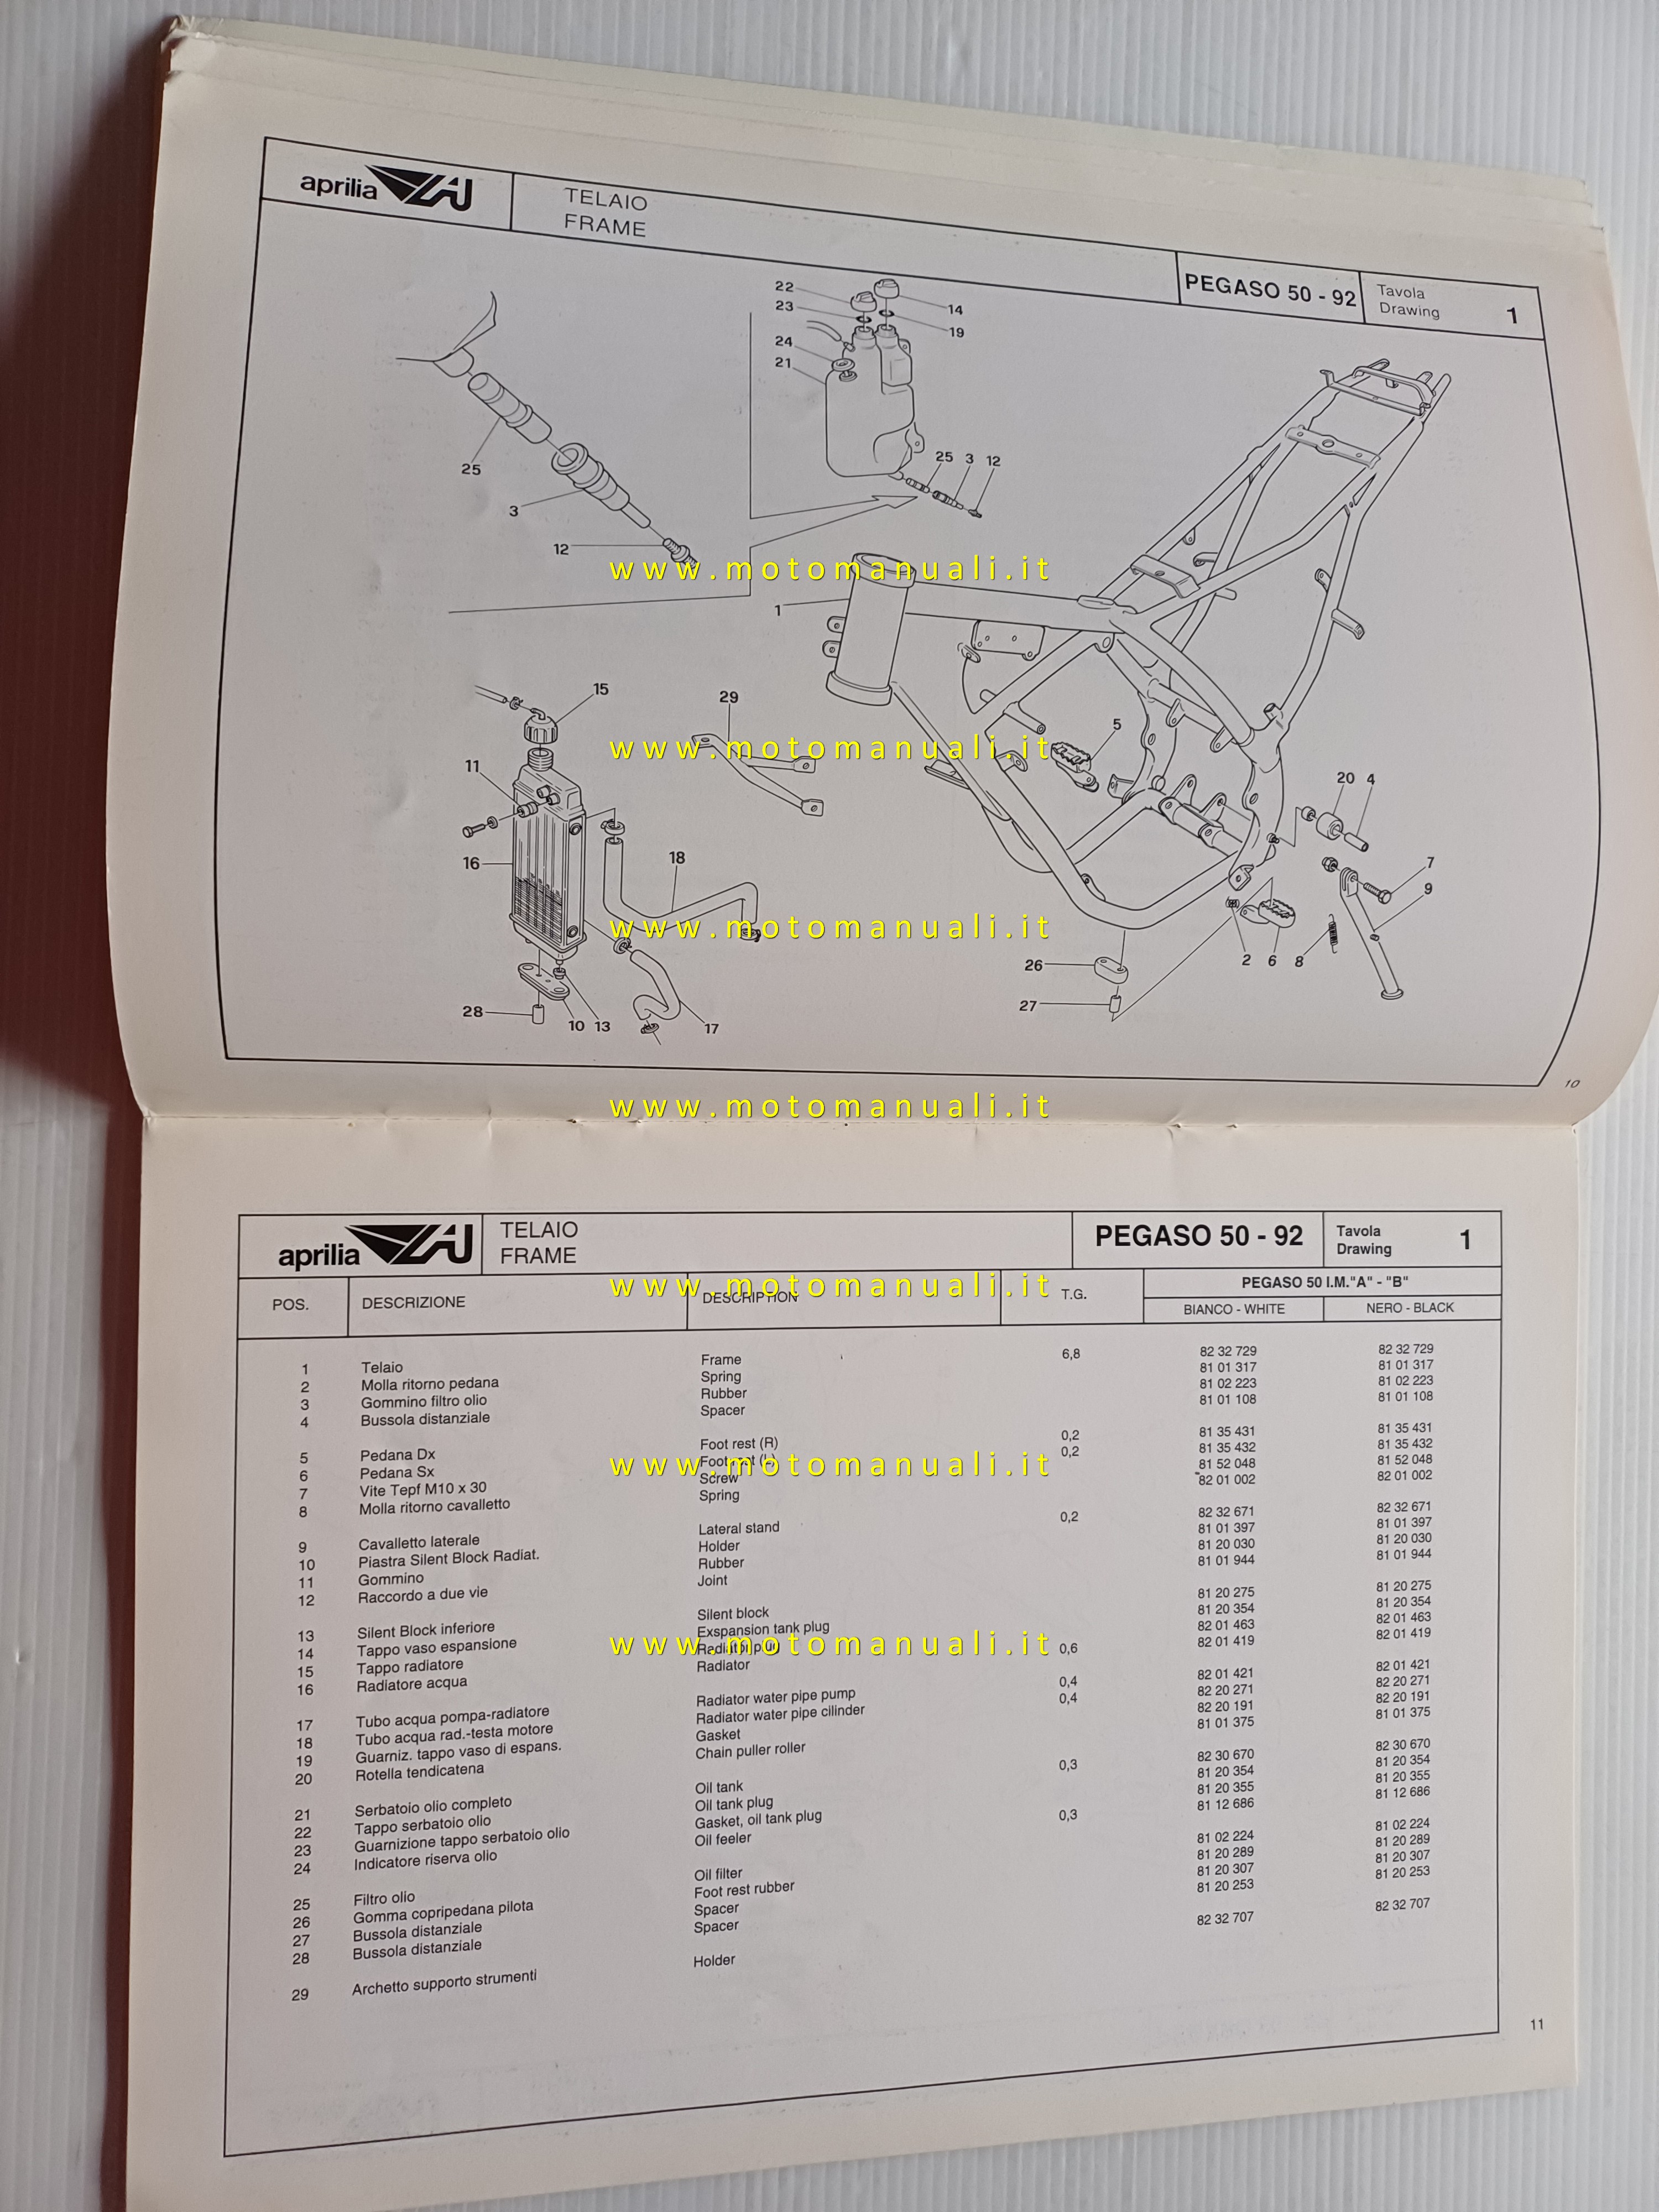 aprilia
TELAIO
FRAME
PEGASO 50 - 92
Tavola
Drawing
1
22
23
24
21
14
19
25
3
12
25
3
12
www.motomanuali.it
1
15
29
www.motomanuali.it
5
11
20 4
16
18
7
9
www.motomanuali.it
26
2 6 8
27
28
10 13
17
10
www.motomanuali.it
aprilia
TELAIO
FRAME
PEGASO 50 - 92
Tavola
Drawing
1
www.motomanuali.it
POS. DESCRIZIONE DESCRIPTION T.G. PEGASO 50 I.M."A" - "B"
BIANCO - WHITE NERO - BLACK
1 Telaio Frame 6,8 82 32 729 82 32 729
2 Molla ritorno pedana Spring 81 01 317 81 01 317
3 Gommino filtro olio Rubber 81 02 223 81 02 223
4 Bussola distanziale Spacer 81 01 108 81 01 108
5 Pedana Dx Foot rest (R) 0,2 81 35 431 81 35 431
6 Pedana Sx Foot rest (L) 0,2 81 35 432 81 35 432
www.motomanuali.it
7 Vite Tepf M10 x 30 Screw 81 52 048 81 52 048
8 Molla ritorno cavalletto Spring 82 01 002 82 01 002
9 Cavalletto laterale Lateral stand 0,2 82 32 671 82 32 671
10 Piastra Silent Block Radiat. Holder 81 01 397 81 01 397
11 Gommino Rubber 81 20 030 81 20 030
12 Raccordo a due vie Joint 81 01 944 81 01 944
13 Silent Block inferiore Silent block 81 20 275 81 20 275
14 Tappo vaso espansione Exspansion tank plug 81 20 354 81 20 354
15 Tappo radiatore Radiator plug 82 01 463 82 01 463
www.motomanuali.it
16 Radiatore acqua Radiator 0,6 82 01 419 82 01 419
17 Tubo acqua pompa-radiatore Radiator water pipe pump 0,4 82 01 421 82 01 421
18 Tubo acqua rad.-testa motore Radiator water pipe cilinder 0,4 82 20 271 82 20 271
19 Guarniz. tappo vaso di espans. Gasket 82 20 191 82 20 191
20 Rotella tendicatena Chain puller roller 81 01 375 81 01 375
21 Serbatoio olio completo Oil tank 0,3 82 30 670 82 30 670
22 Tappo serbatoio olio Oil tank plug 81 20 354 81 20 354
23 Guarnizione tappo serbatoio olio Gasket, oil tank plug 81 20 355 81 20 355
24 Indicatore riserva olio Oil feeler 0,3 81 12 686 81 12 686
25 Filtro olio Oil filter 81 02 224 81 02 224
26 Gomma copripedana pilota Foot rest rubber 81 20 289 81 20 289
27 Bussola distanziale Spacer 81 20 307 81 20 307
28 Bussola distanziale Spacer 81 20 253 81 20 253
29 Archetto supporto strumenti Holder 82 32 707 82 32 707
11